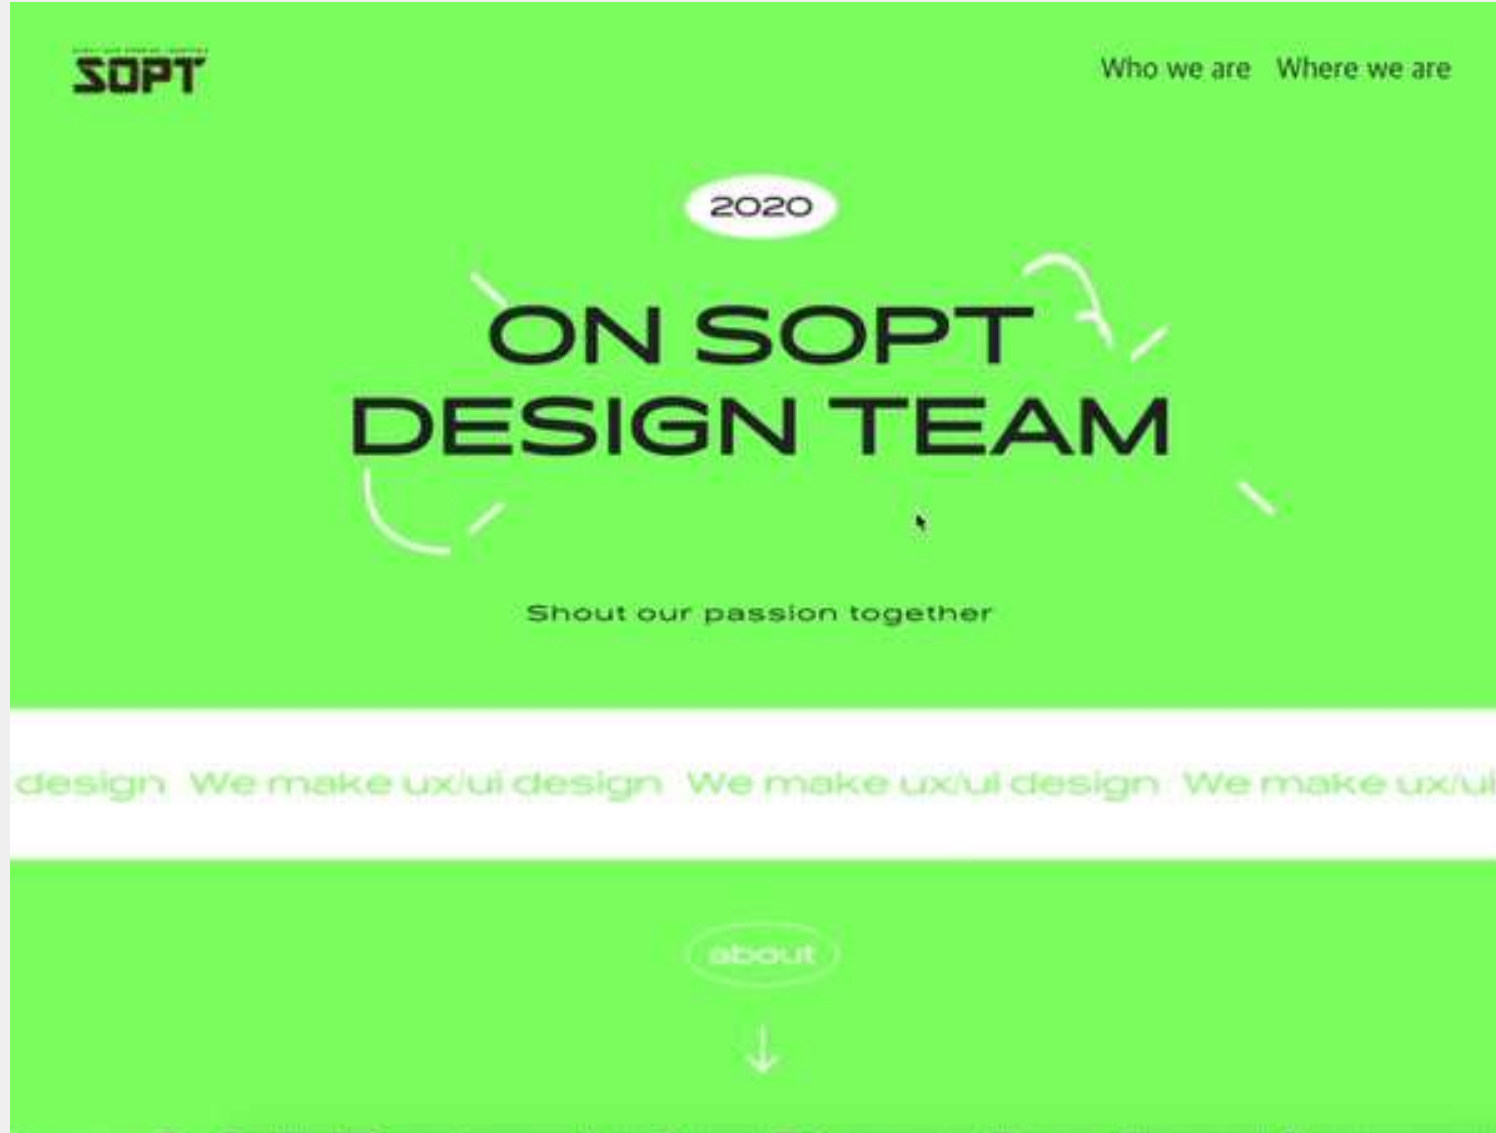 SOPT
Who we are Where we are
2020
ON SOPT
DESIGN TEAM
Shout our passion together
design We make ux/ui design We make ux/ui design We make ux/ui
about